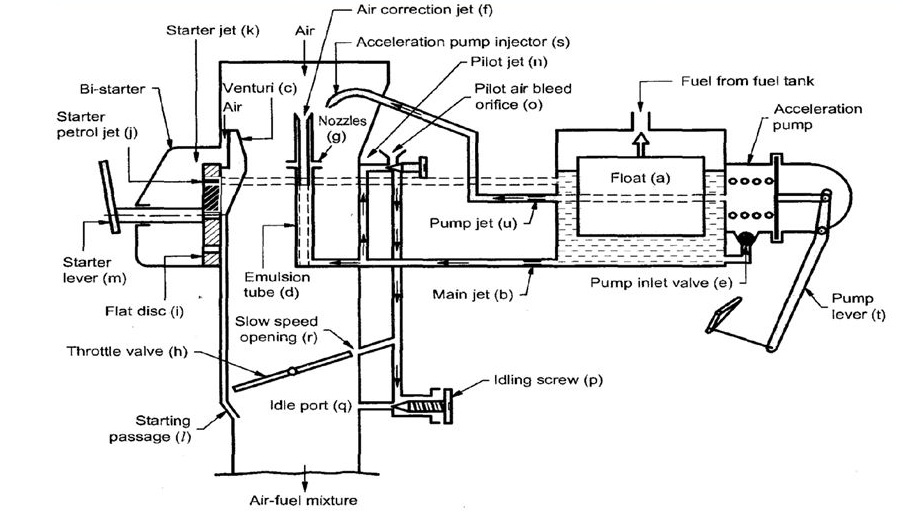 Air correction jet (f)
Starter jet (k)
Air
Acceleration pump injector (s)
Pilot jet (n)
Bi-starter
Venturi (c)
Pilot air bleed
orifice (o)
Fuel from fuel tank
Air
Starter
petrol jet (j)
Nozzles
(g)
Acceleration
pump
Float (a)
Pump jet (u)
Starter
lever (m)
Emulsion
tube (d)
Main jet (b)
Pump inlet valve (e)
Flat disc (i)
Pump
lever (t)
Slow speed
opening (r)
Throttle valve (h)
Idling screw (p)
Idle port (q)
Starting
passage (l)
Air-fuel mixture